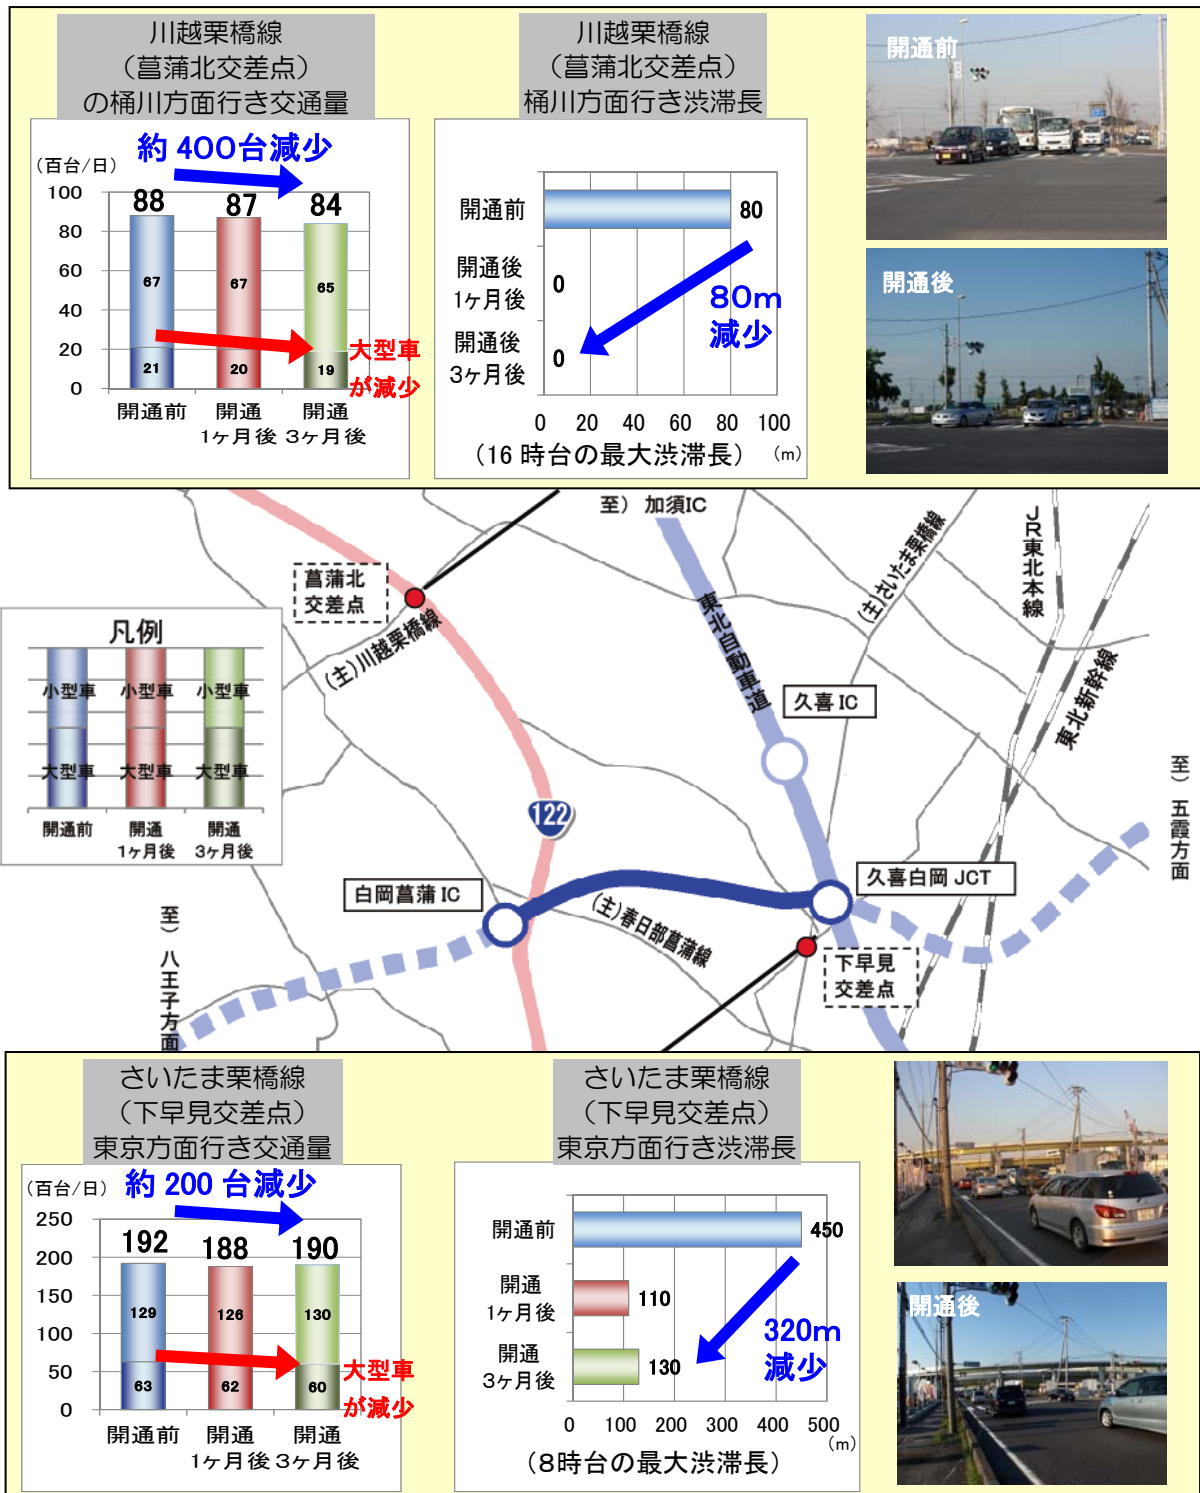 川越栗橋線
（菖蒲北交差点）
の桶川方面行き交通量
約 400台減少
（百台/日）
100
80
60
40
20
0
88
87
84
67
67
65
21
20
19
大型車
が減少
開通前
開通
1ヶ月後
開通
3ヶ月後
川越栗橋線
（菖蒲北交差点）
桶川方面行き渋滞長
開通前
80
開通後
1ヶ月後
0
開通後
3ヶ月後
0
80m
減少
0 20 40 60 80 100
（16 時台の最大渋滞長） （m）
開通前
開通後
至） 加須IC
菖蒲北
交差点
(主)川越栗橋線
東北自動車道
(主)さいたま栗橋線
JR東北本線
東北新幹線
久喜 IC
凡例
小型車 小型車 小型車
大型車 大型車 大型車
開通前
開通
1ヶ月後
開通
3ヶ月後
122
白岡菖蒲 IC
(主)春日部菖蒲線
久喜白岡 JCT
下早見
交差点
至） 五霞方面
至） 八王子方面
さいたま栗橋線
（下早見交差点）
東京方面行き交通量
約 200 台減少
（百台/日）
250
200
150
100
50
0
192
188
190
129
126
130
63
62
60
大型車
が減少
開通前
開通
1ヶ月後
開通
3ヶ月後
さいたま栗橋線
（下早見交差点）
東京方面行き渋滞長
開通前
450
開通
1ヶ月後
110
開通
3ヶ月後
130
320m
減少
0 100 200 300 400 500
（m）
（8時台の最大渋滞長）
開通後